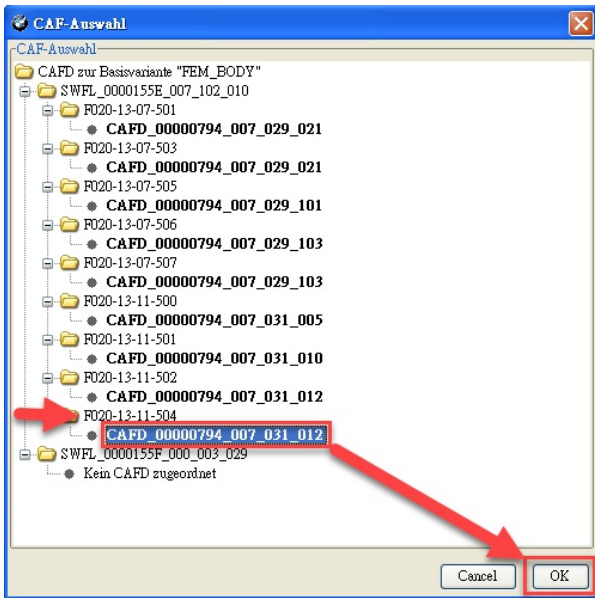 CAF-Auswahl
CAF-Auswahl
CAFD zur Basisvariante "FEM_BODY"
SWFL_0000155E_007_102_010
F020-13-07-501
CAFD_00000794_007_029_021
F020-13-07-503
CAFD_00000794_007_029_021
F020-13-07-505
CAFD_00000794_007_029_101
F020-13-07-506
CAFD_00000794_007_029_103
F020-13-07-507
CAFD_00000794_007_029_103
F020-13-11-500
CAFD_00000794_007_031_005
F020-13-11-501
CAFD_00000794_007_031_010
F020-13-11-502
CAFD_00000794_007_031_012
F020-13-11-504
CAFD_00000794_007_031_012
SWFL_0000155F_000_003_029
Kein CAFD zugeordnet
Cancel OK